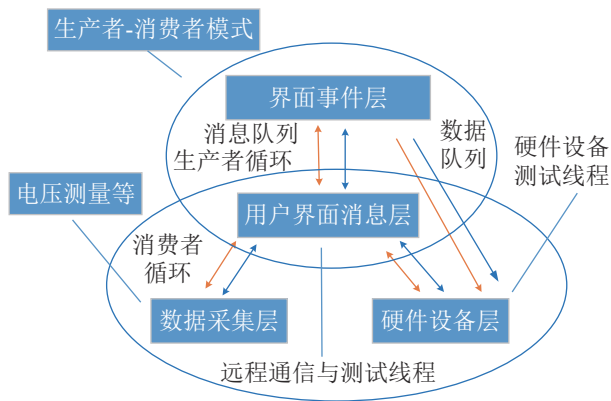 生产者-消费者模式
界面事件层
消息队列
生产者循环
数据
队列
硬件设备
测试线程
电压测量等
用户界面消息层
消费者
循环
数据采集层
硬件设备层
远程通信与测试线程